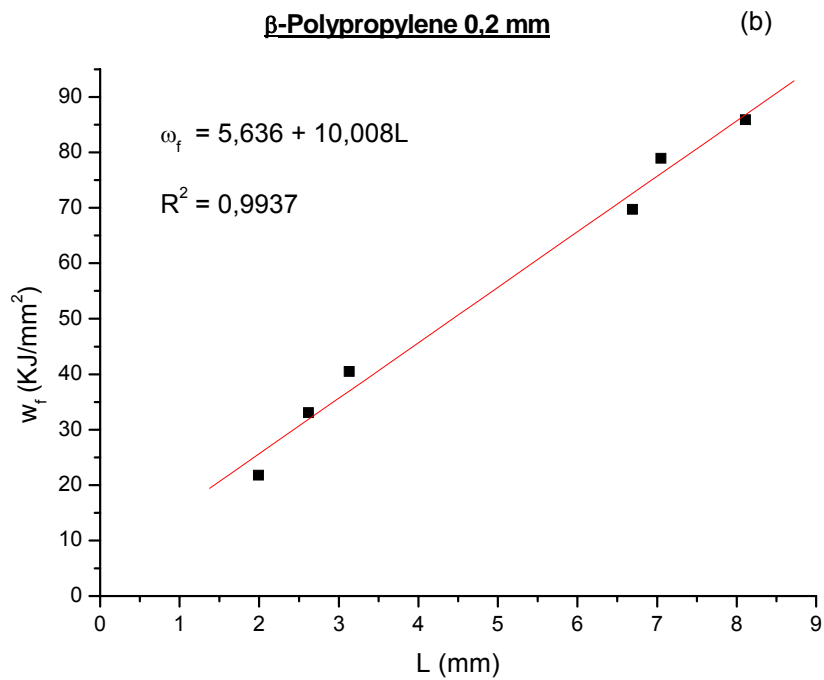 β-Polypropylene 0,2 mm
(b)
ω_f = 5,636 + 10,008L
R² = 0,9937
w_f (KJ/mm²)
90
80
70
60
50
40
30
20
10
0
0 1 2 3 4 5 6 7 8 9
L (mm)